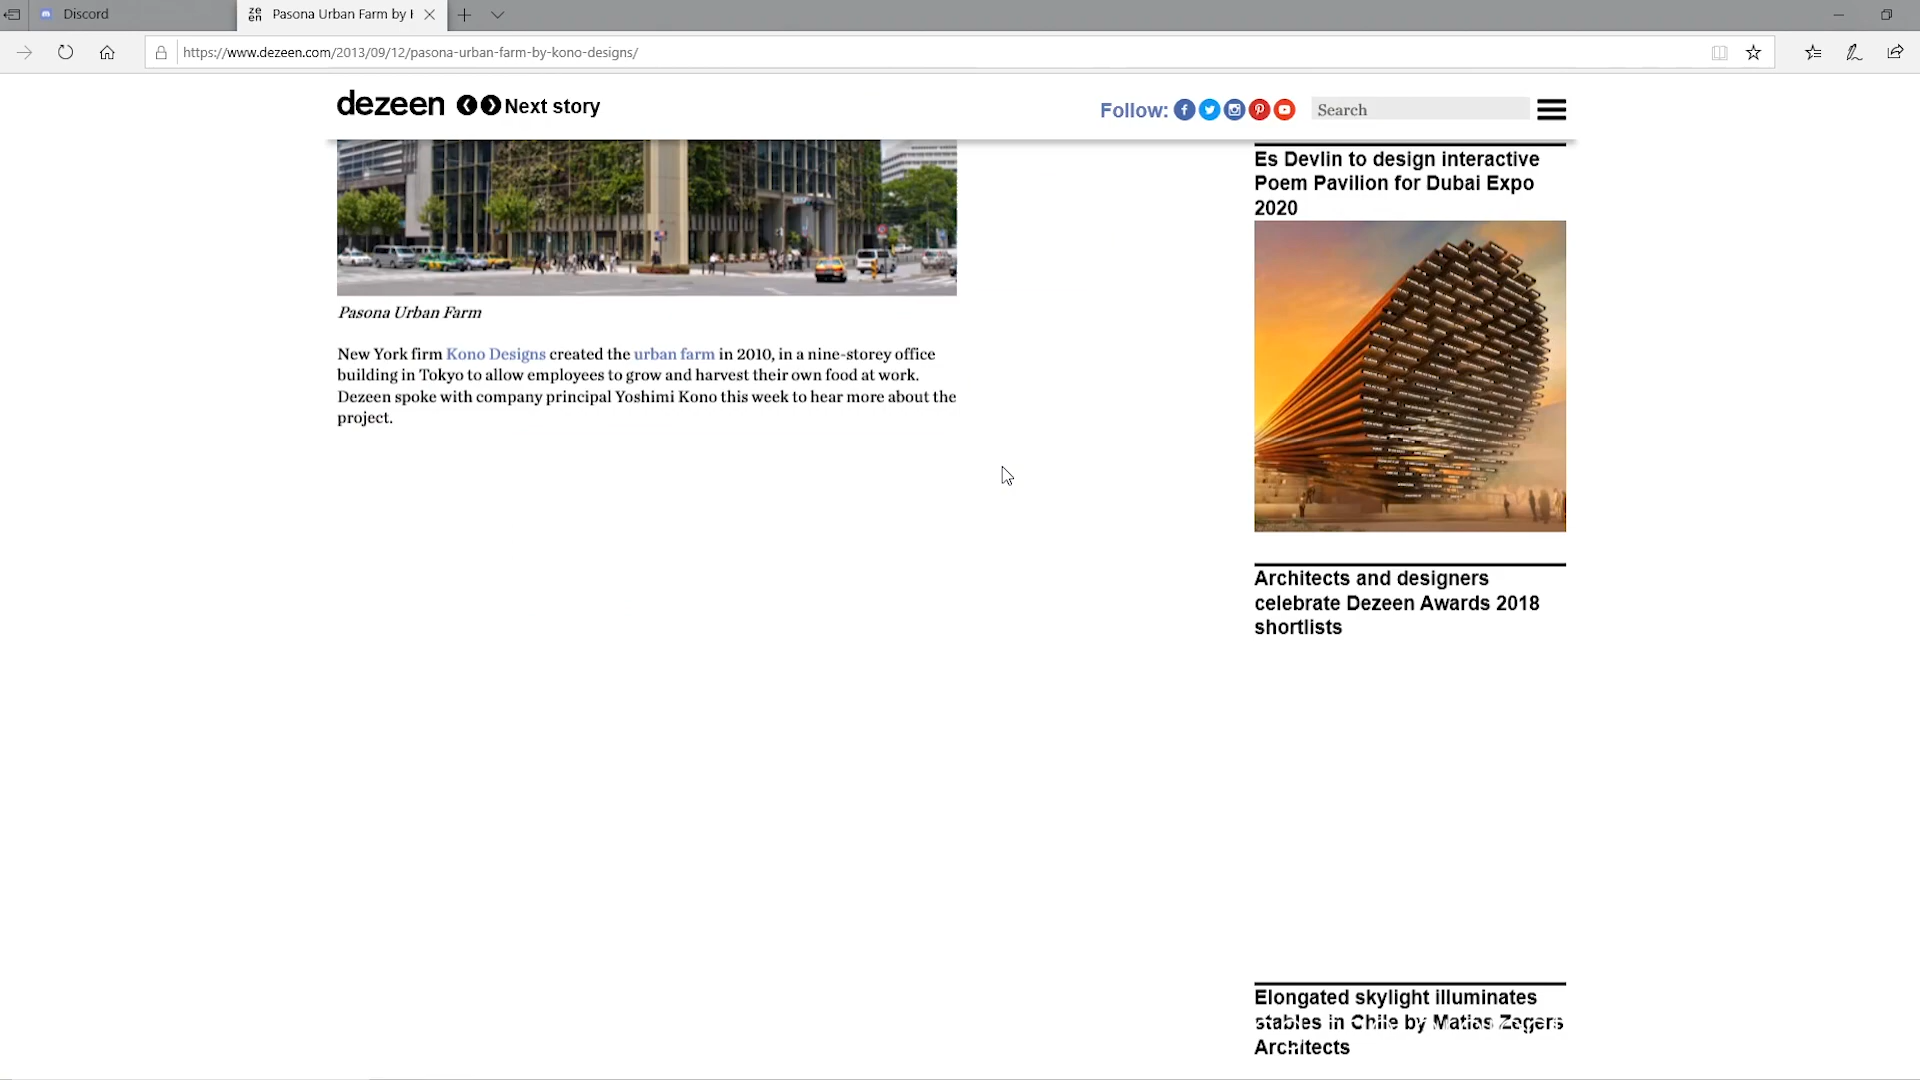 Discord
Pasona Urban Farm by
https://www.dezeen.com/2013/09/12/pasona-urban-farm-by-kono-designs/
dezeen Next story
Follow:
Search
Pasona Urban Farm
New York firm Kono Designs created the urban farm in 2010, in a nine-storey office
building in Tokyo to allow employees to grow and harvest their own food at work.
Dezeen spoke with company principal Yoshimi Kono this week to hear more about the
project.
Es Devlin to design interactive
Poem Pavilion for Dubai Expo
2020
Architects and designers
celebrate Dezeen Awards 2018
shortlists
Elongated skylight illuminates
stables in Chile by Matias Zegers
Architects